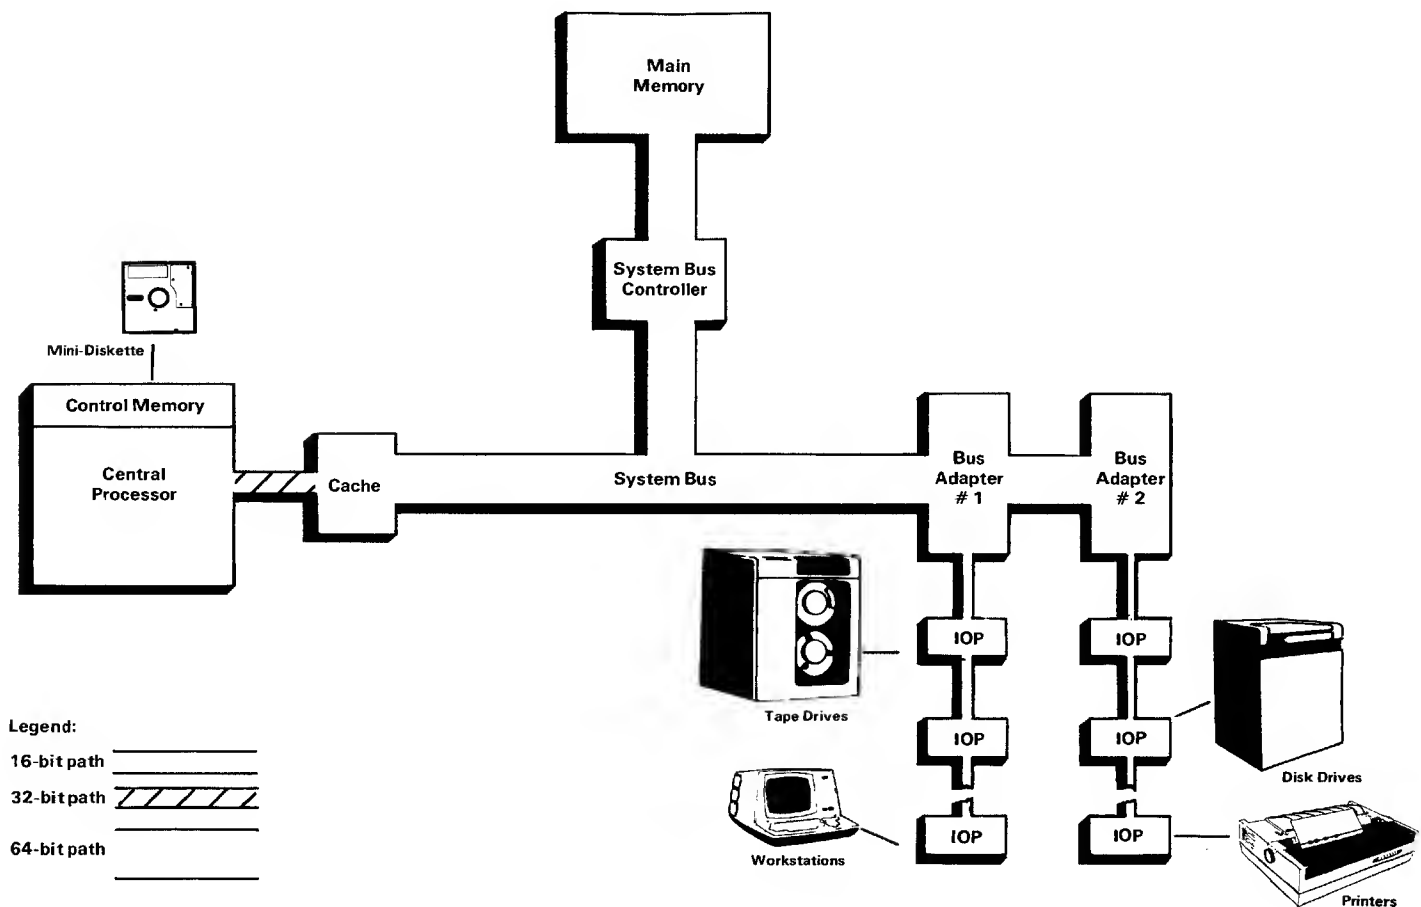 Main
Memory
System Bus
Controller
Mini-Diskette
Control Memory
Central
Processor
Cache
System Bus
Bus
Adapter
# 1
Bus
Adapter
# 2
IOP
IOP
Tape Drives
IOP
IOP
Disk Drives
Workstations
IOP
IOP
Printers
Legend:
16-bit path
32-bit path
64-bit path